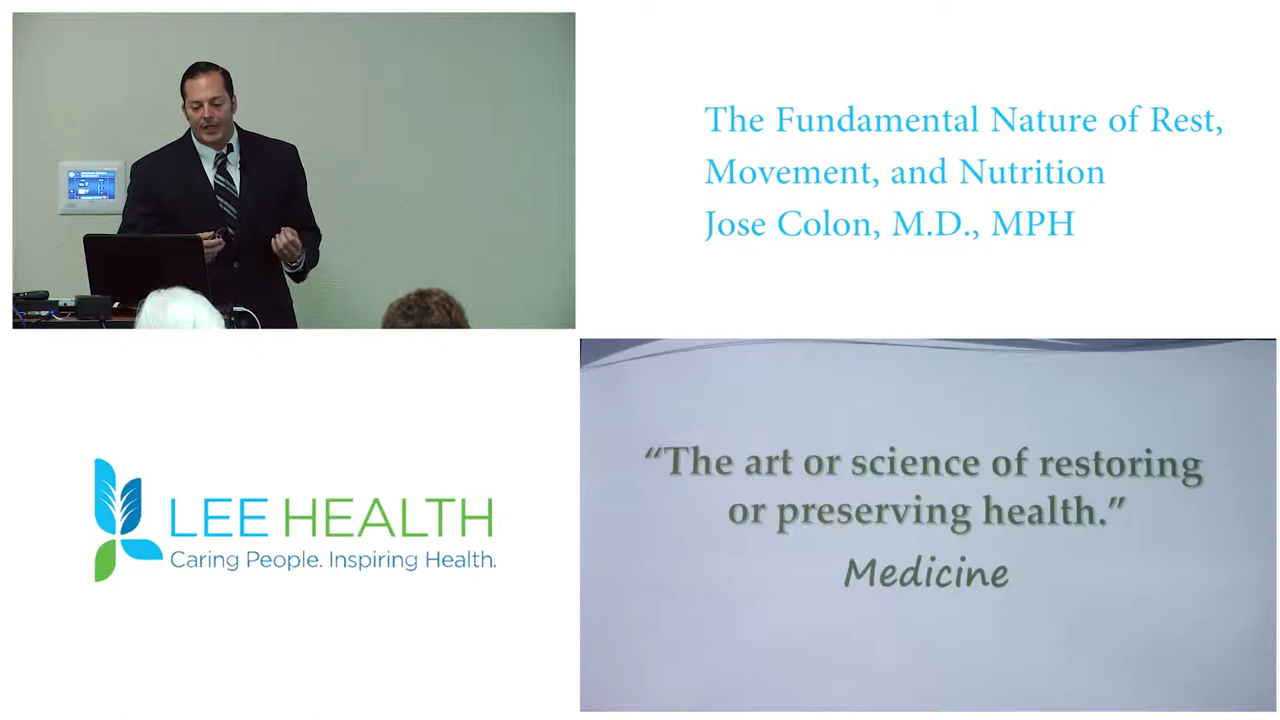 The Fundamental Nature of Rest,
Movement, and Nutrition
Jose Colon, M.D., MPH
LEE HEALTH
Caring People. Inspiring Health.
“The art or science of restoring
or preserving health.”
Medicine